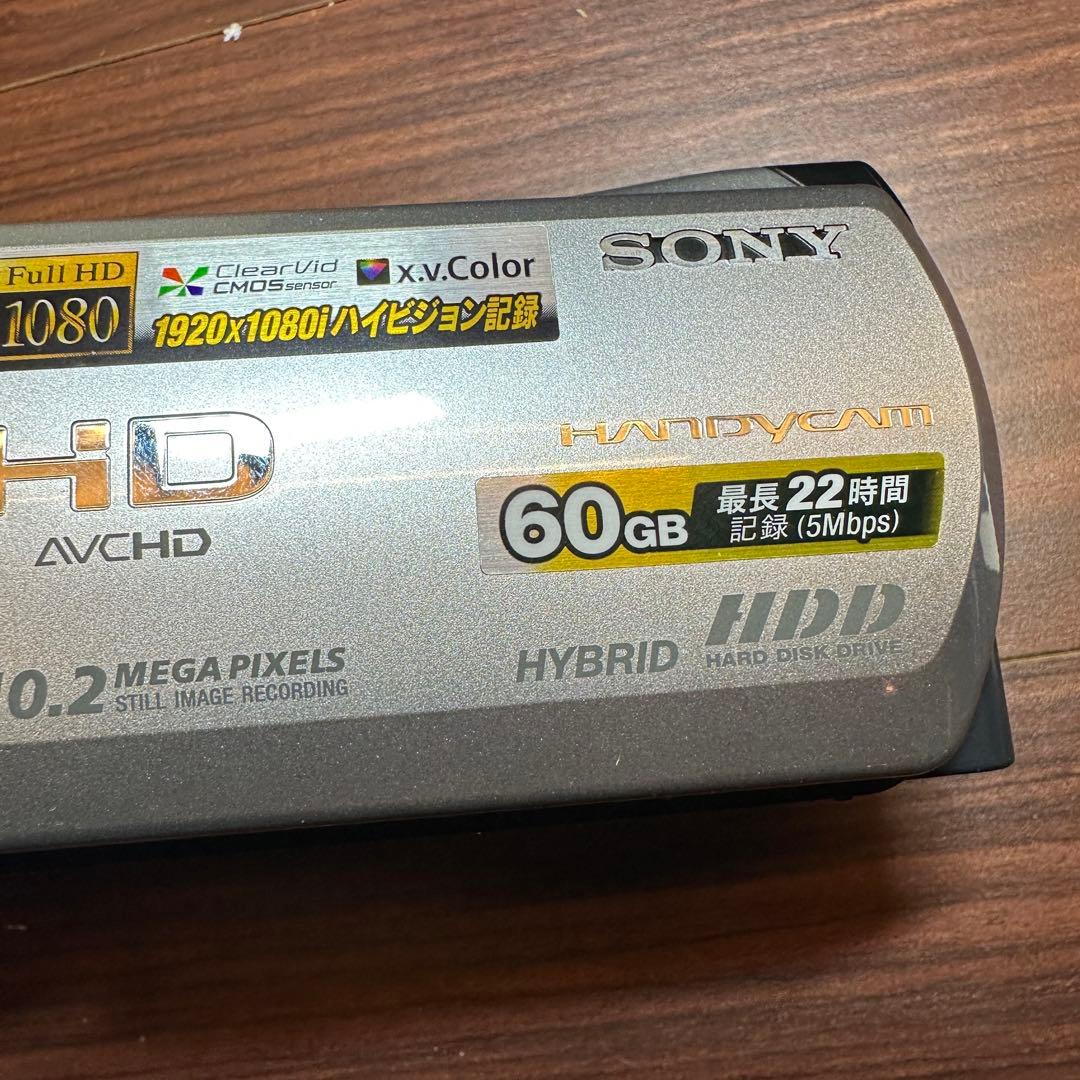 SONY
Full HD
1080
ClearVid
CMOS sensor
x.v.Color
1920x1080iハイビジョン記録
HD
AVCHD
HANDYCAM
60GB
最長22時間
記録(5Mbps)
0.2 MEGA PIXELS
STILL IMAGE RECORDING
HYBRID HDD
HARD DISK DRIVE